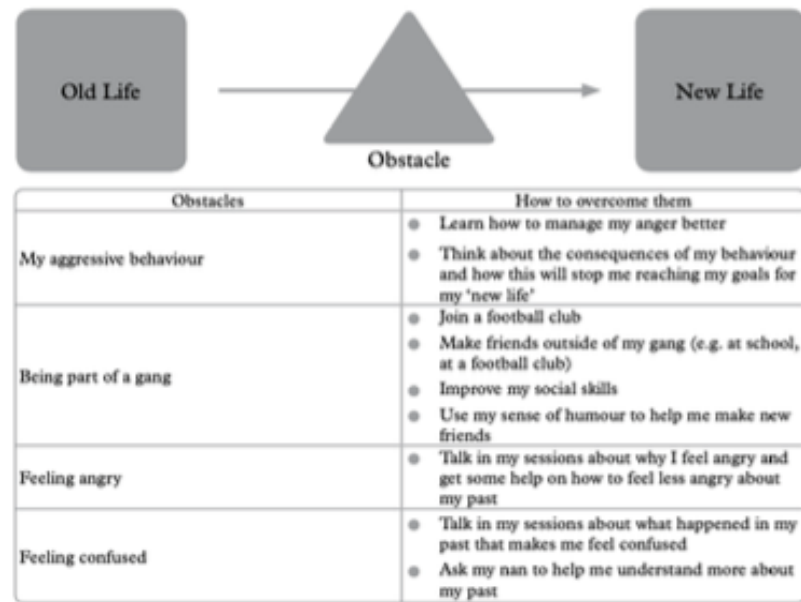 Old Life
New Life
Obstacle
Obstacles
How to overcome them
My aggressive behaviour
Learn how to manage my anger better
Think about the consequences of my behaviour
and how this will stop me reaching my goals for
my ‘new life’
Being part of a gang
Join a football club
Make friends outside of my gang (e.g. at school,
at a football club)
Improve my social skills
Use my sense of humour to help me make new
friends
Feeling angry
Talk in my sessions about why I feel angry and
get some help on how to feel less angry about
my past
Feeling confused
Talk in my sessions about what happened in my
past that makes me feel confused
Ask my nan to help me understand more about
my past